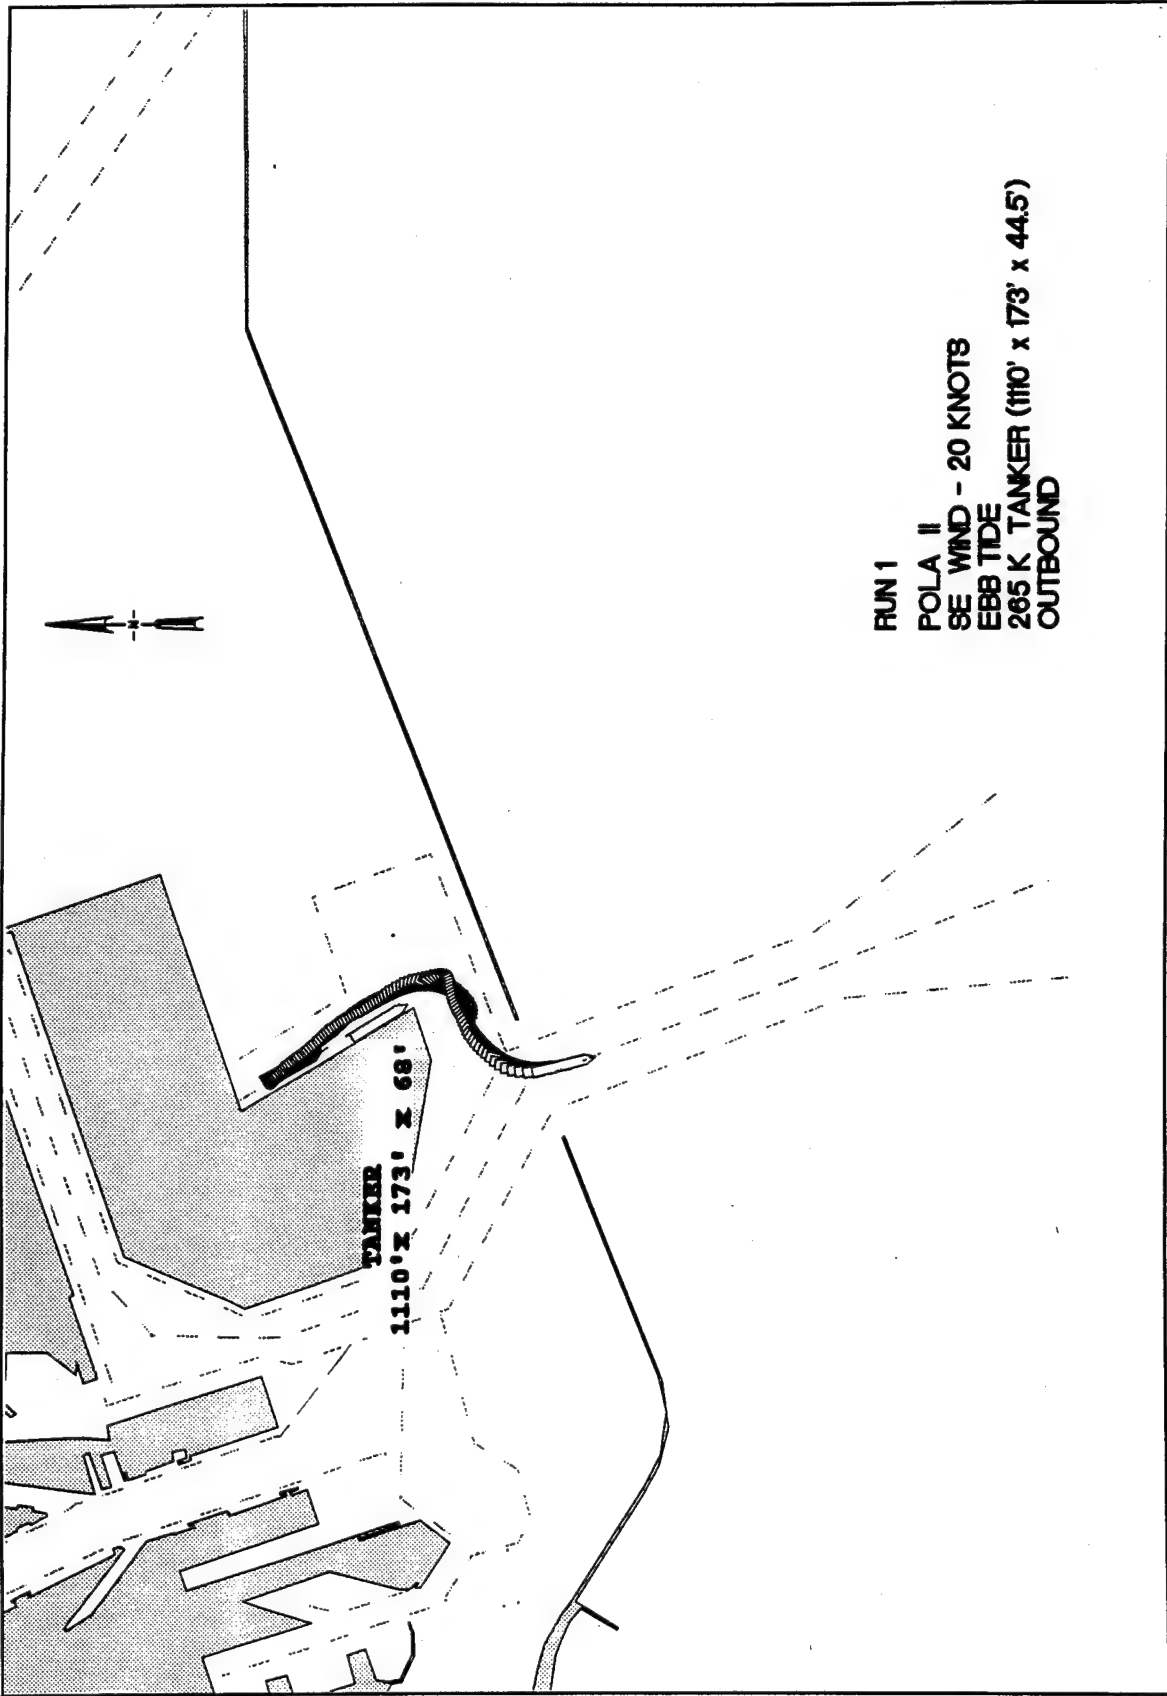 TANKER
1110'X 173' X 68'
N
RUN 1
POLA II
SE WIND - 20 KNOTS
EBB TIDE
265 K TANKER (1110' x 173' x 44.5')
OUTBOUND